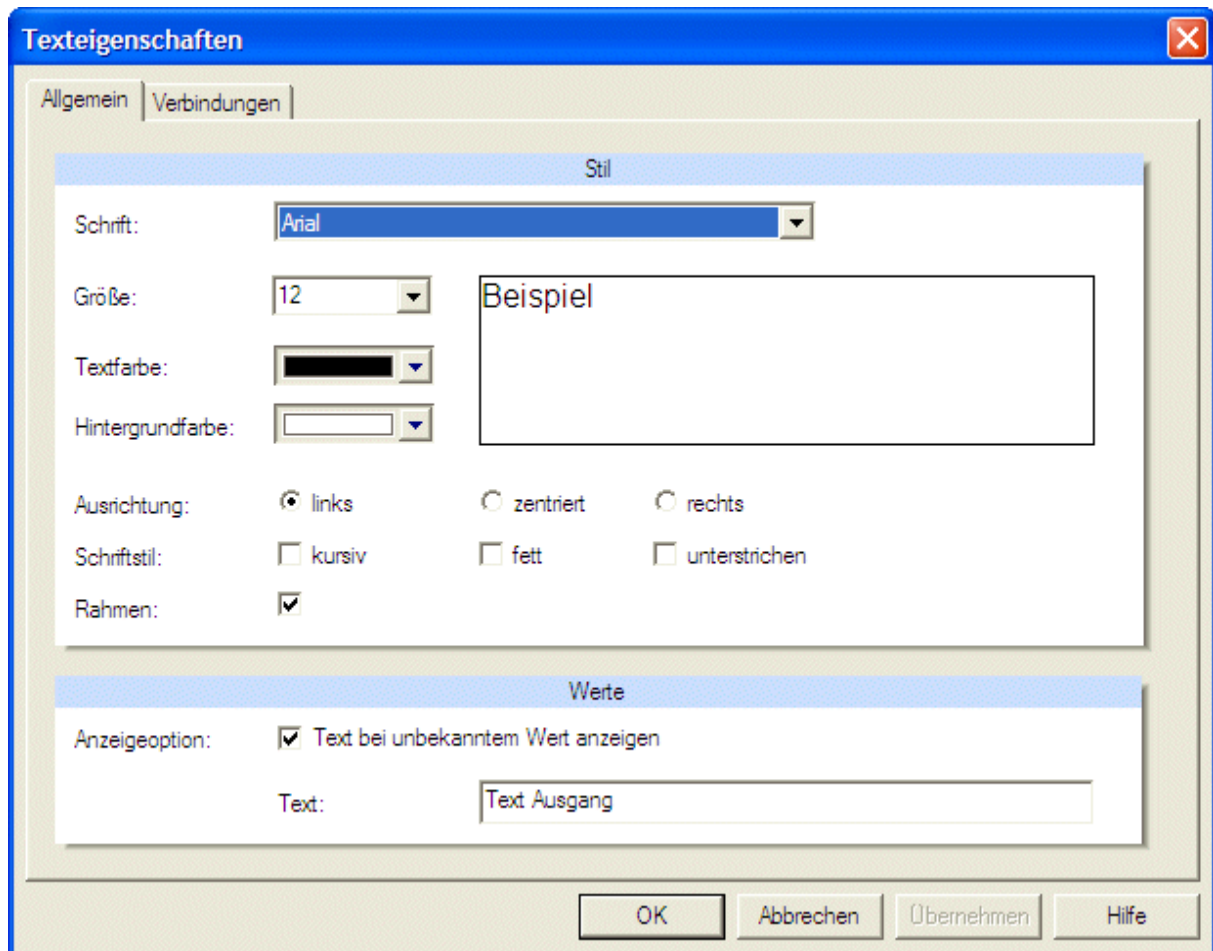 Texteigenschaften
Allgemein Verbindungen
Stil
Schrift: Arial
Größe: 12 Beispiel
Textfarbe:
Hintergrundfarbe:
Ausrichtung: links zentriert rechts
Schriftstil: kursiv fett unterstrichen
Rahmen:
Werte
Anzeigeoption: Text bei unbekanntem Wert anzeigen
Text: Text Ausgang
OK Abbrechen Übernehmen Hilfe